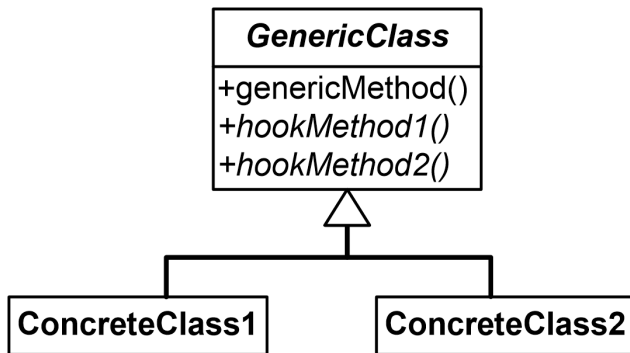 GenericClass
+genericMethod()
+hookMethod1()
+hookMethod2()
ConcreteClass1
ConcreteClass2